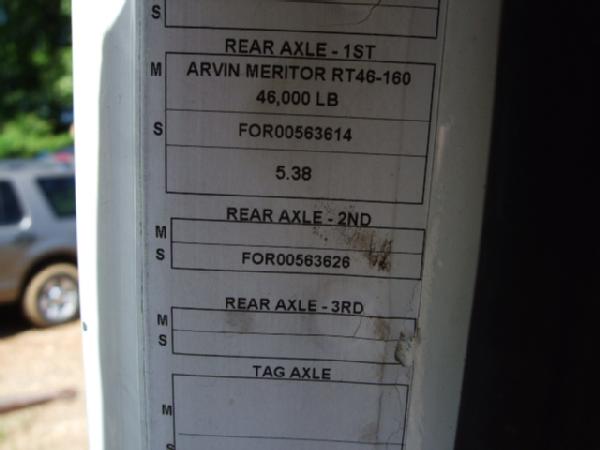 S
REAR AXLE - 1ST
M ARVIN MERITOR RT46-160
46,000 LB
S FOR00563614
5.38
REAR AXLE - 2ND
M
S FOR00563626
REAR AXLE - 3RD
M
S
TAG AXLE
M
S